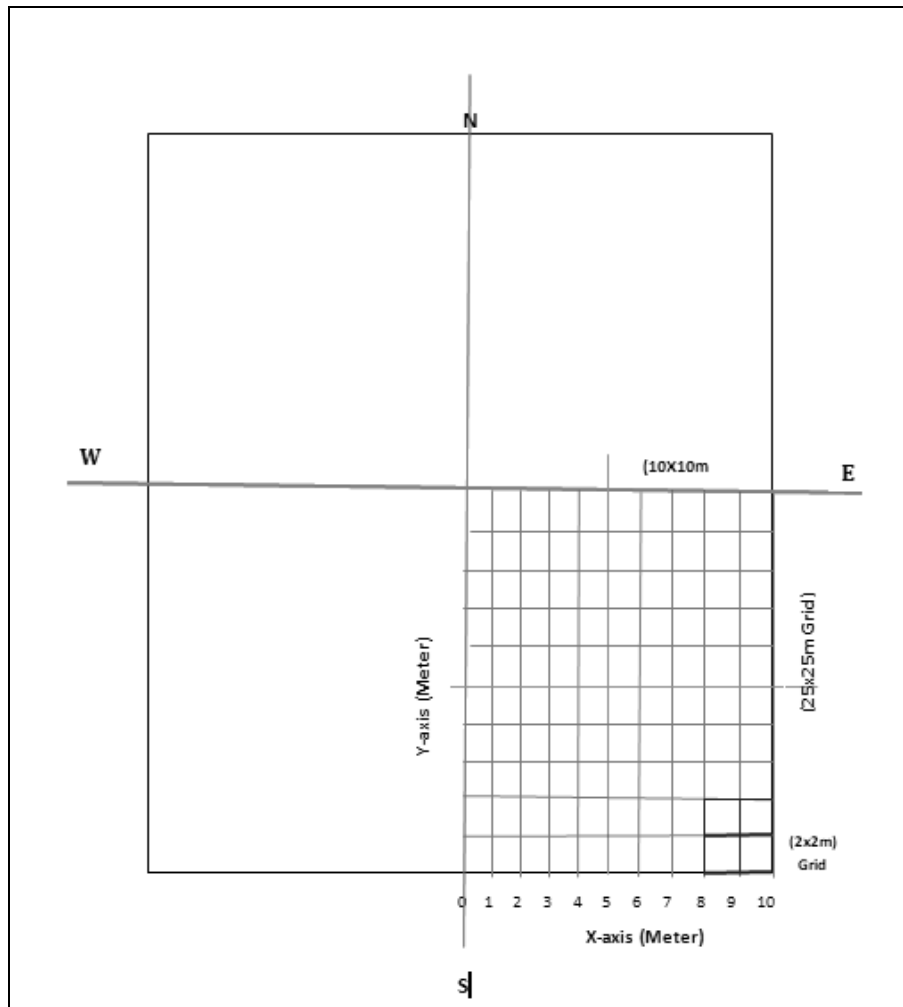 N
W
(10X10m
E
(25x25m Grid)
Y-axis (Meter)
(2x2m)
Grid
0 1 2 3 4 5 6 7 8 9 10
X-axis (Meter)
S